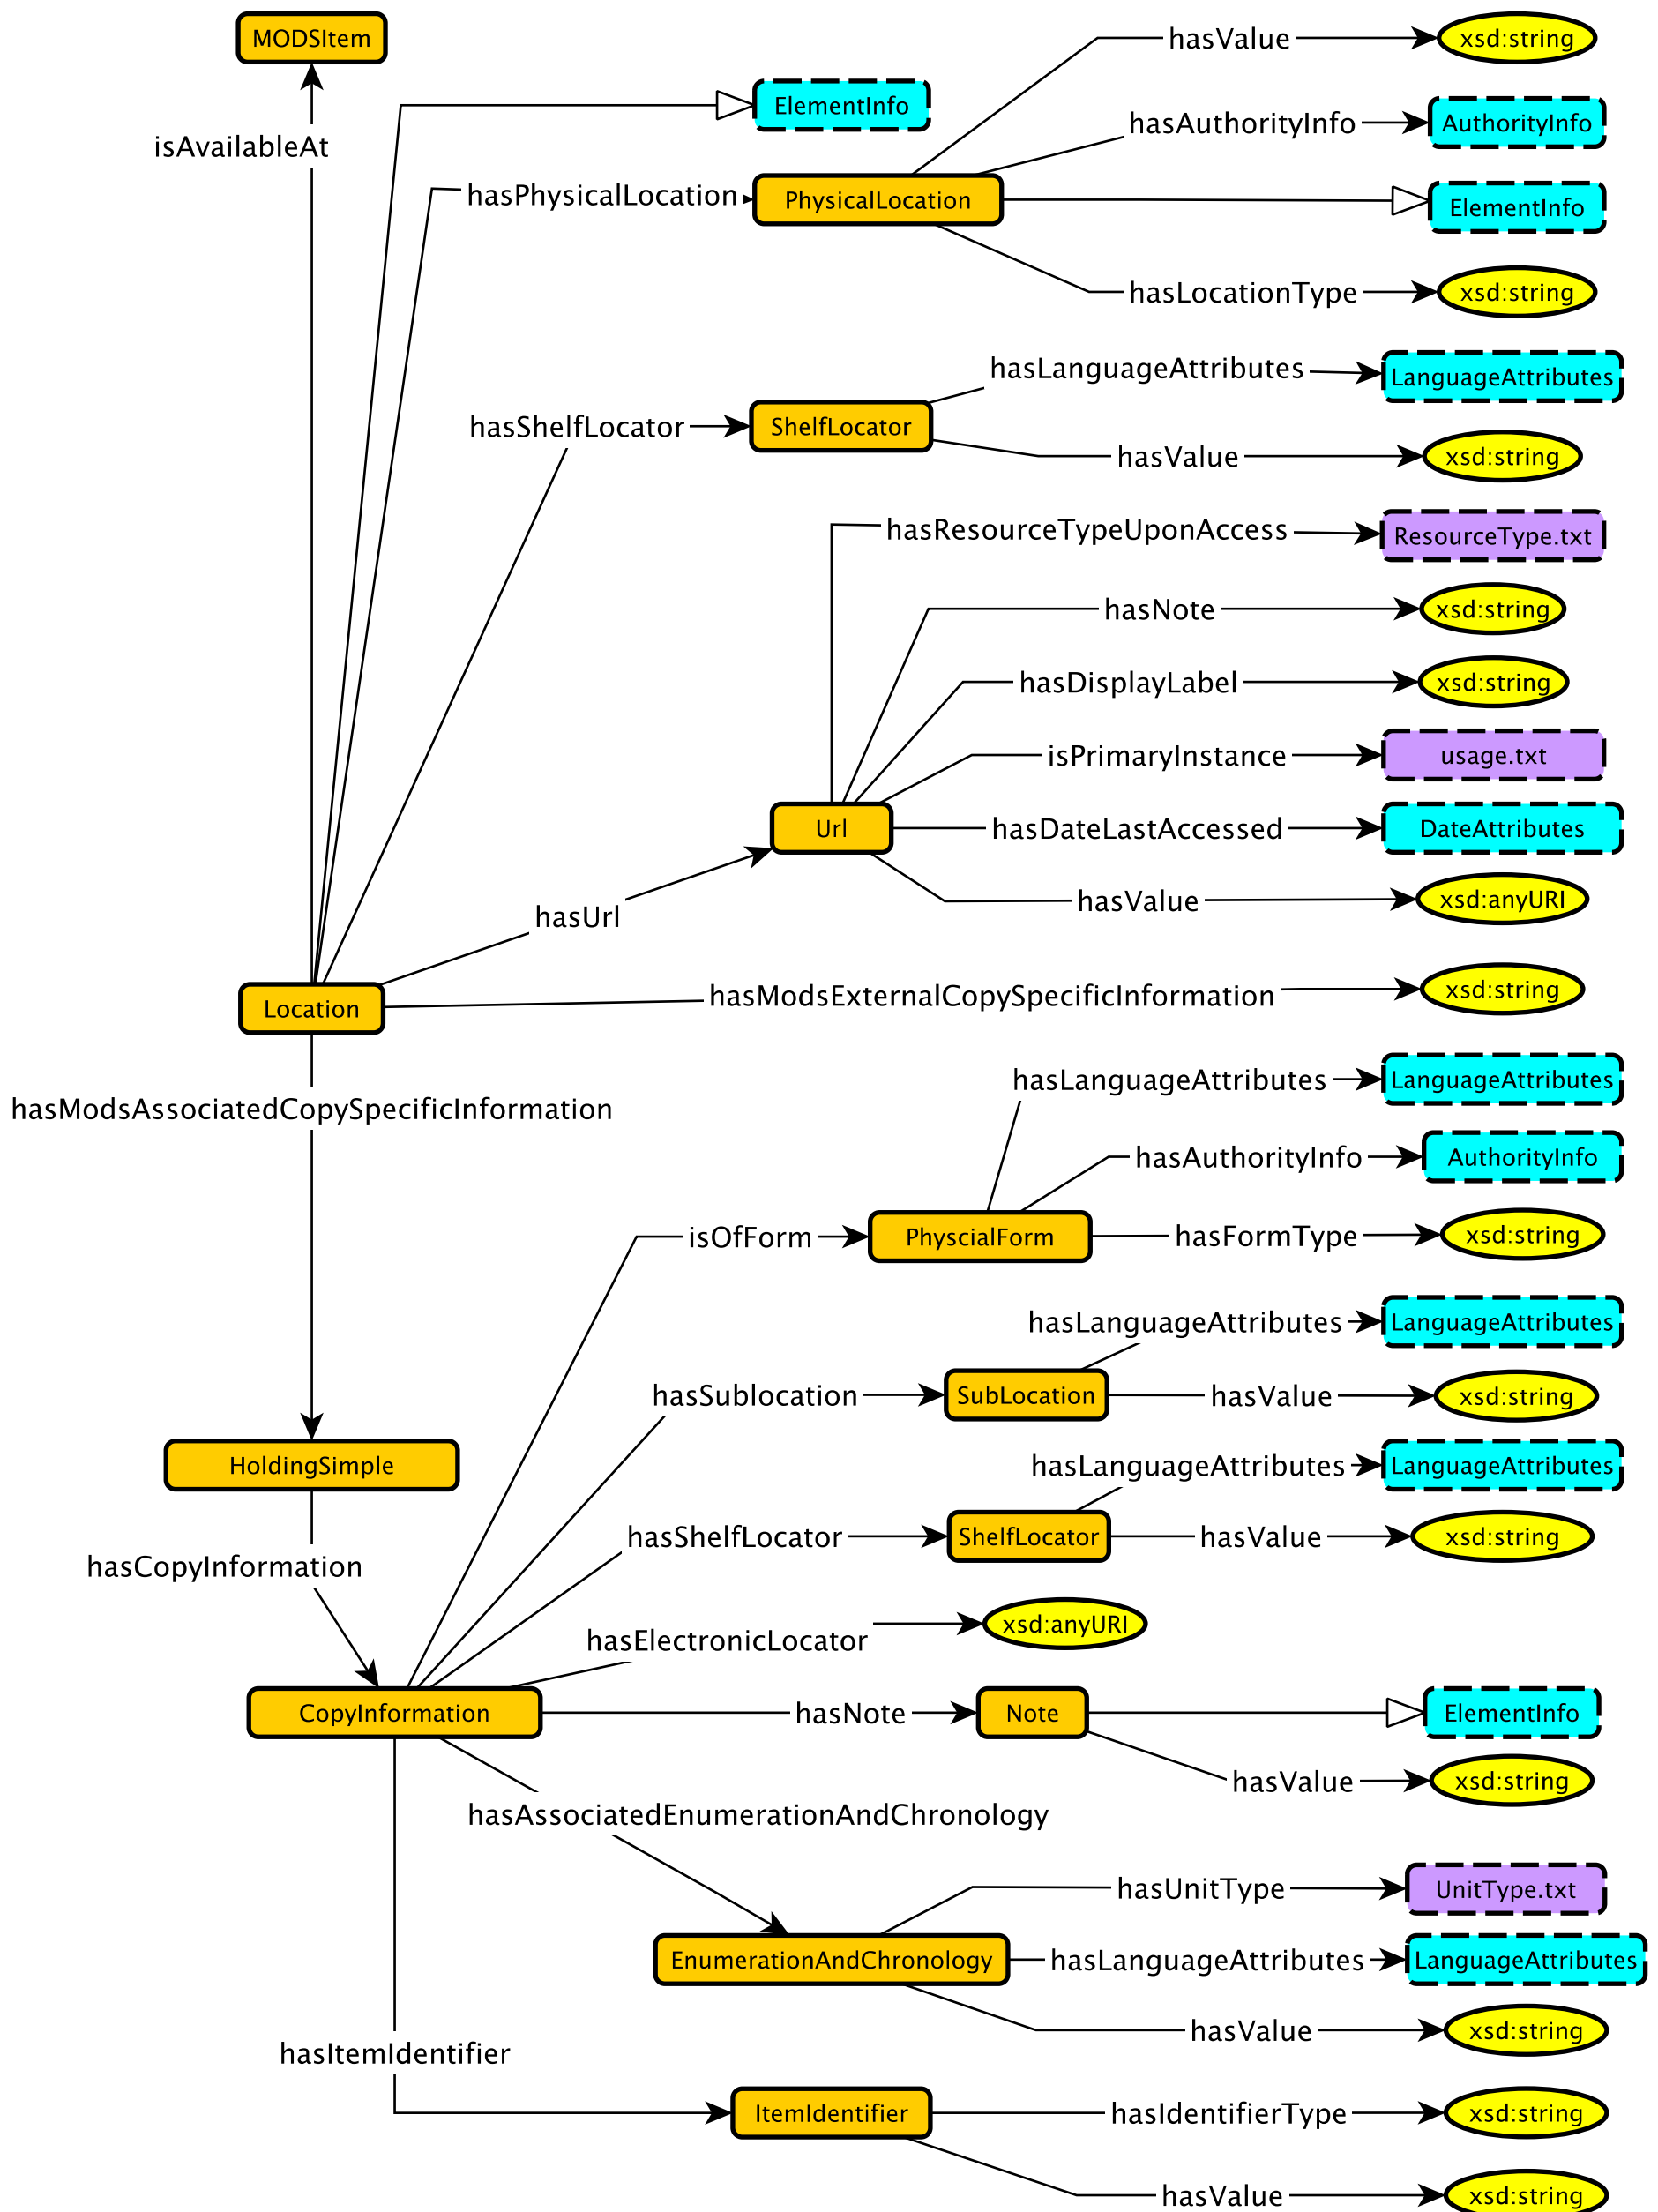 MODSItem
hasValue
xsd:string
ElementInfo
hasAuthorityInfo
AuthorityInfo
isAvailableAt
hasPhysicalLocation
PhysicalLocation
ElementInfo
hasLocationType
xsd:string
hasLanguageAttributes
LanguageAttributes
hasShelfLocator
ShelfLocator
hasValue
xsd:string
hasResourceTypeUponAccess
ResourceType.txt
hasNote
xsd:string
hasDisplayLabel
xsd:string
isPrimaryInstance
usage.txt
Url
hasDateLastAccessed
DateAttributes
hasValue
xsd:anyURI
hasUrl
Location
hasModsExternalCopySpecificInformation
xsd:string
hasLanguageAttributes
LanguageAttributes
hasModsAssociatedCopySpecificInformation
hasAuthorityInfo
AuthorityInfo
isOfForm
PhyscialForm
hasFormType
xsd:string
hasLanguageAttributes
LanguageAttributes
hasSublocation
SubLocation
hasValue
xsd:string
HoldingSimple
hasLanguageAttributes
LanguageAttributes
hasShelfLocator
ShelfLocator
hasValue
xsd:string
hasCopyInformation
hasElectronicLocator
xsd:anyURI
CopyInformation
hasNote
Note
ElementInfo
hasValue
xsd:string
hasAssociatedEnumerationAndChronology
hasUnitType
UnitType.txt
EnumerationAndChronology
hasLanguageAttributes
LanguageAttributes
hasValue
xsd:string
hasItemIdentifier
ItemIdentifier
hasIdentifierType
xsd:string
hasValue
xsd:string